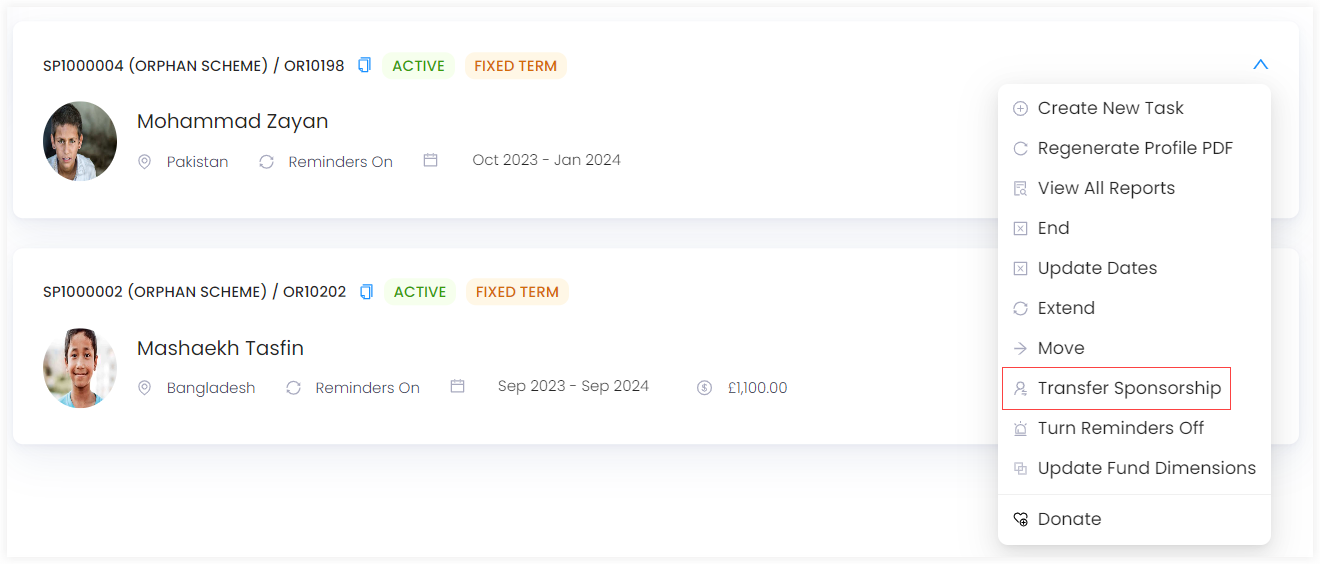 SP1000004 (ORPHAN SCHEME) / OR10198 ACTIVE FIXED TERM
Mohammad Zayan
Pakistan Reminders On Oct 2023 - Jan 2024
Create New Task
Regenerate Profile PDF
View All Reports
End
Update Dates
Extend
Move
Transfer Sponsorship
Turn Reminders Off
Update Fund Dimensions
Donate
SP1000002 (ORPHAN SCHEME) / OR10202 ACTIVE FIXED TERM
Mashaekh Tasfin
Bangladesh Reminders On Sep 2023 - Sep 2024 £1,100.00